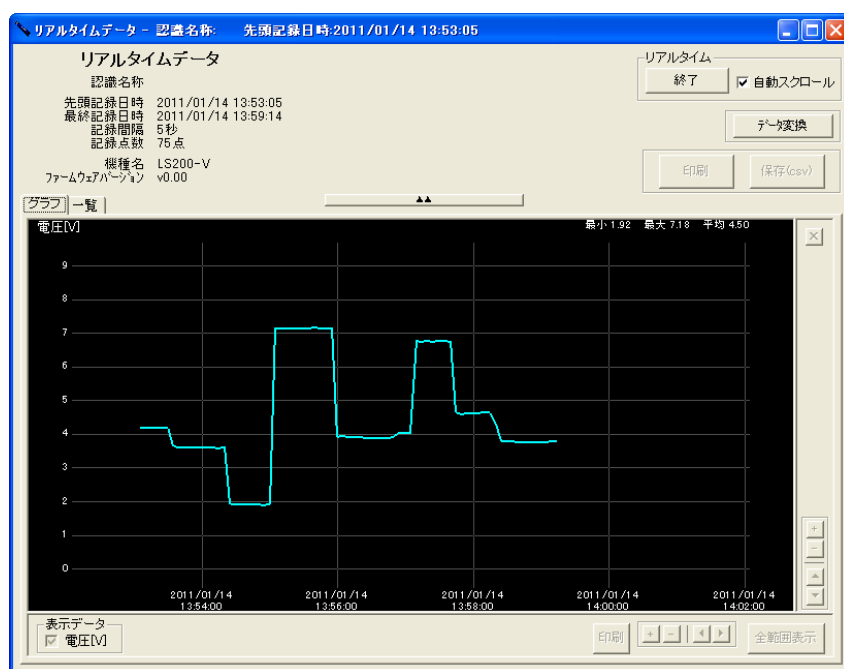 リアルタイムデータ - 認識名称: 先頭記録日時:2011/01/14 13:53:05
リアルタイムデータ
認識名称
先頭記録日時 2011/01/14 13:53:05
最終記録日時 2011/01/14 13:59:14
記録間隔 5秒
記録点数 75点
機種名 LS200-V
ファームウェアバージョン v0.00
リアルタイム
終了
自動スクロール
データ変換
印刷
保存(csv)
グラフ
一覧
電圧[V]
最小 1.92 最大 7.18 平均 4.50
9
8
7
6
5
4
3
2
1
0
2011/01/14 2011/01/14 2011/01/14 2011/01/14 2011/01/14
13:54:00 13:56:00 13:58:00 14:00:00 14:02:00
表示データ
電圧[V]
印刷
全範囲表示